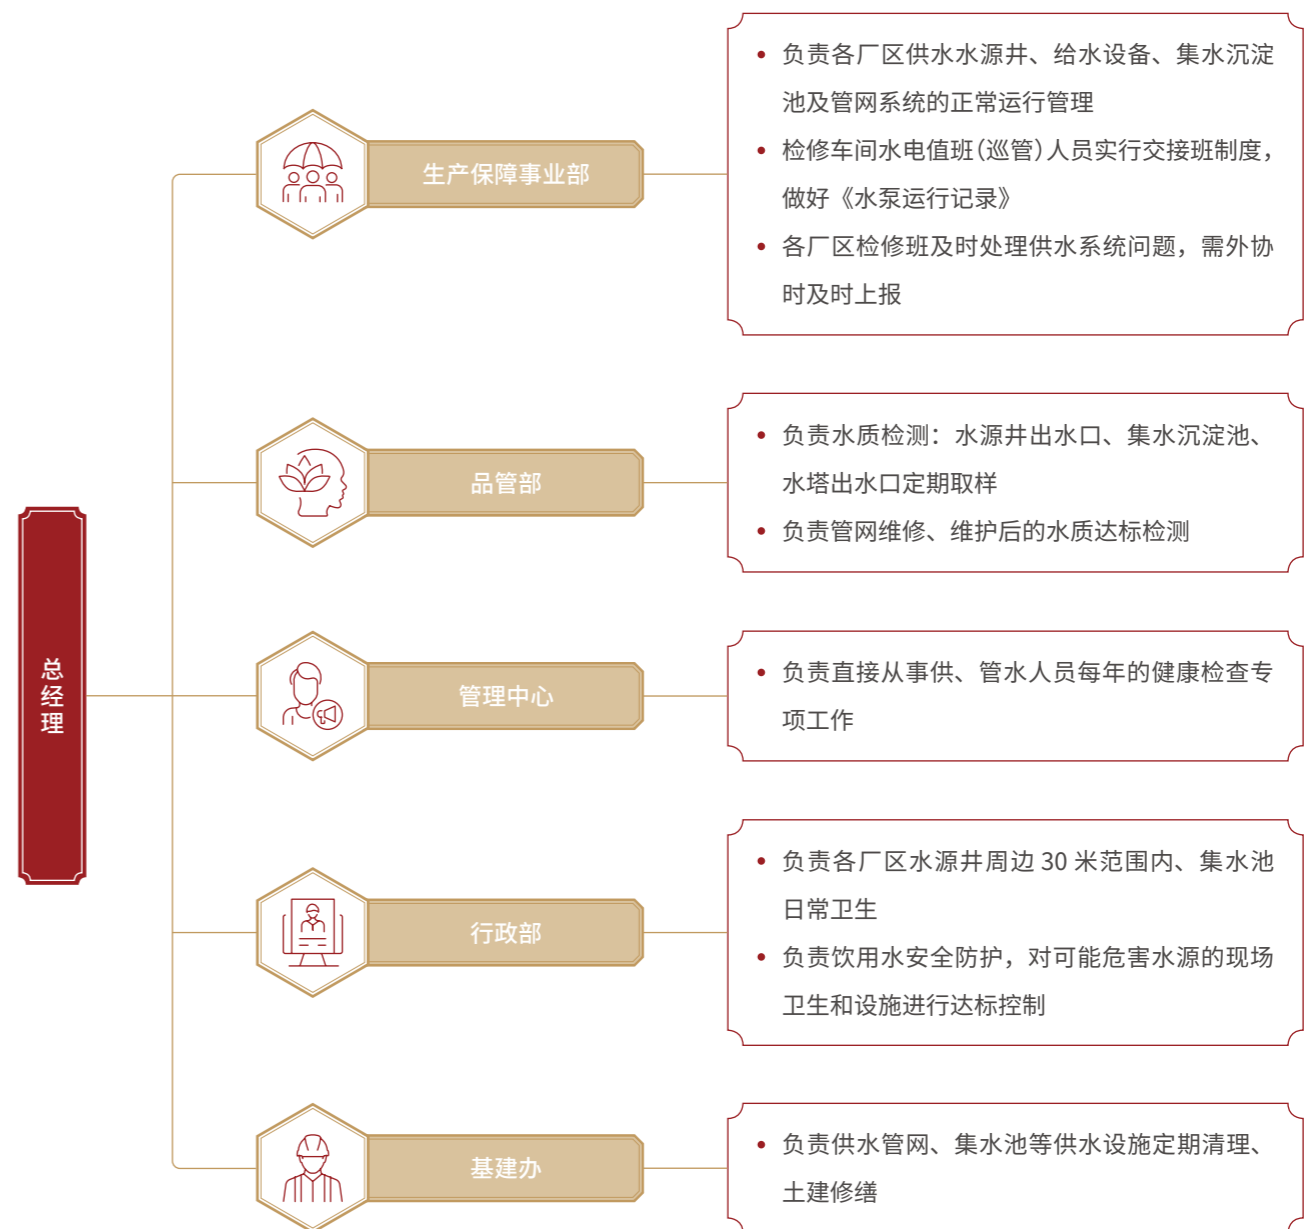 总经理
生产保障事业部
• 负责各厂区供水水源井、给水设备、集水沉淀
池及管网系统的正常运行管理
• 检修车间水电值班（巡管）人员实行交接班制度，
做好《水泵运行记录》
• 各厂区检修班及时处理供水系统问题，需外协
时及时上报
品管部
• 负责水质检测：水源井出水口、集水沉淀池、
水塔出水口定期取样
• 负责管网维修、维护后的水质达标检测
管理中心
• 负责直接从事供、管水人员每年的健康检查专
项工作
行政部
• 负责各厂区水源井周边 30 米范围内、集水池
日常卫生
• 负责饮用水安全防护，对可能危害水源的现场
卫生和设施进行达标控制
基建办
• 负责供水管网、集水池等供水设施定期清理、
土建修缮